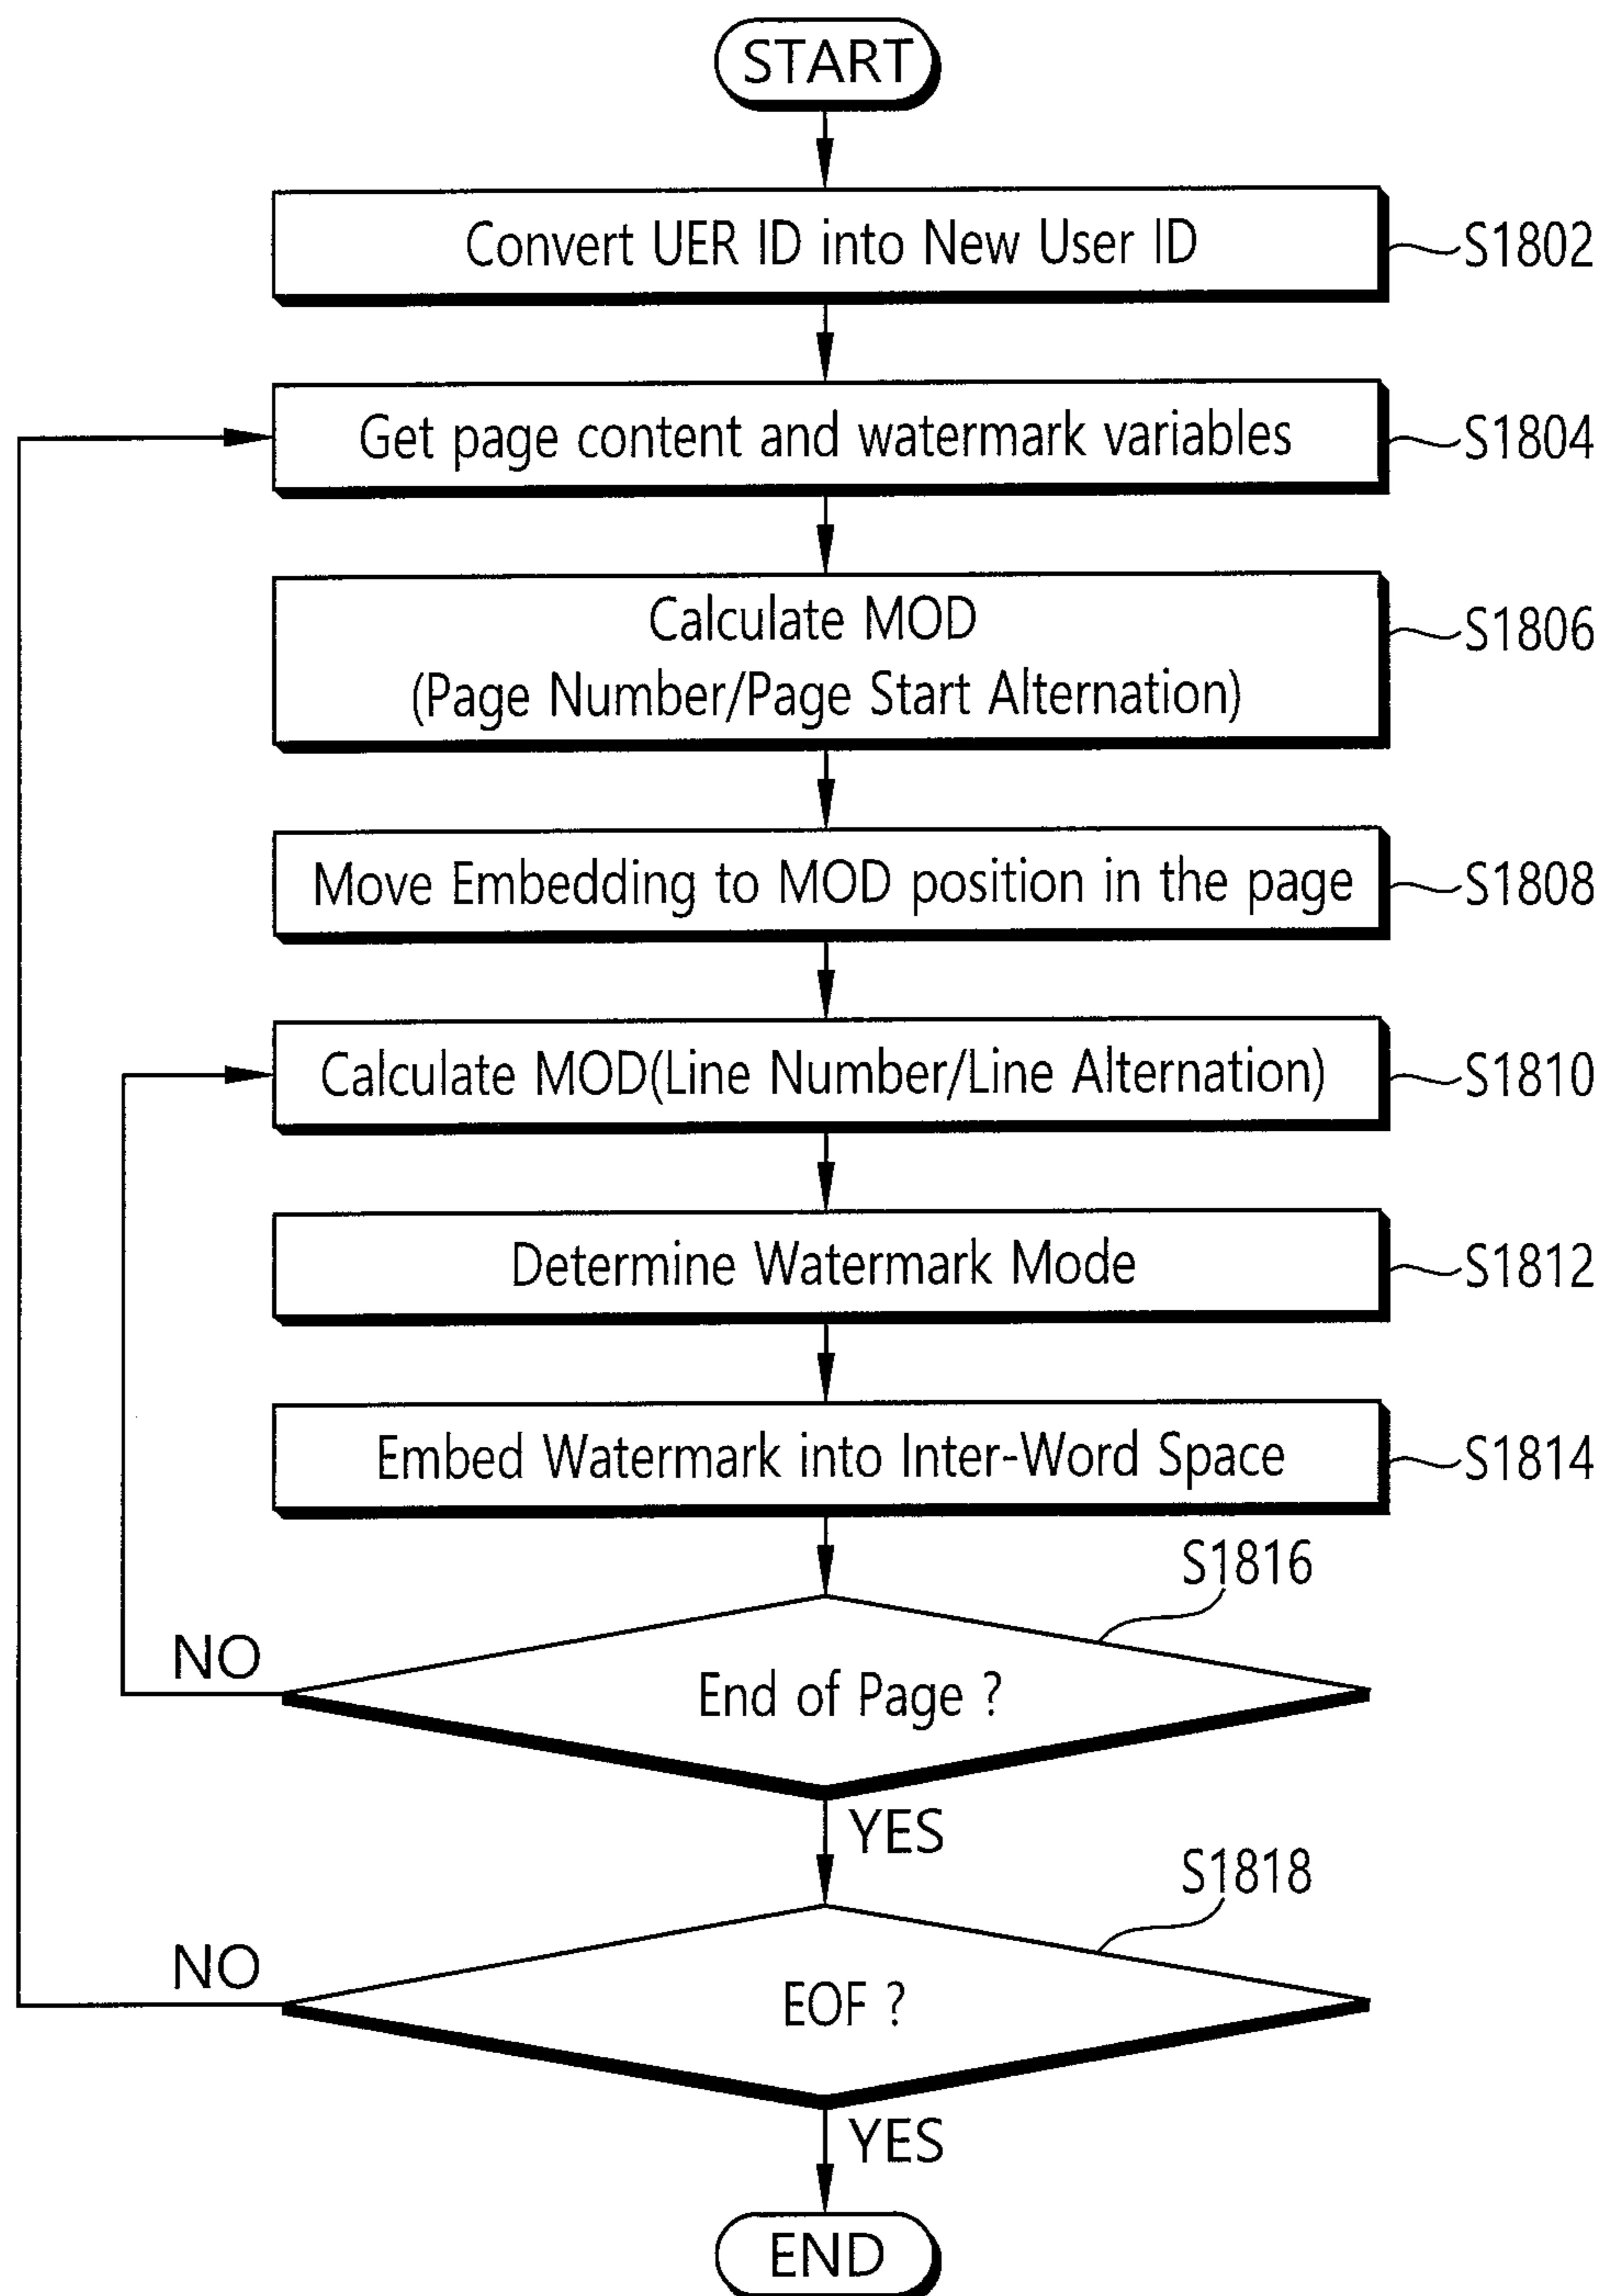 START
Convert UER ID into New User ID
S1802
Get page content and watermark variables
S1804
Calculate MOD
(Page Number/Page Start Alternation)
S1806
Move Embedding to MOD position in the page
S1808
Calculate MOD(Line Number/Line Alternation)
S1810
Determine Watermark Mode
S1812
Embed Watermark into Inter-Word Space
S1814
S1816
NO
End of Page ?
YES
S1818
NO
EOF ?
YES
END